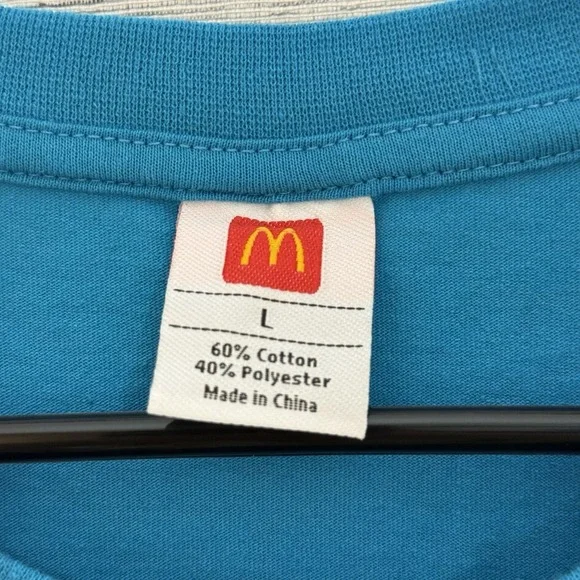 M
L
60% Cotton
40% Polyester
Made in China